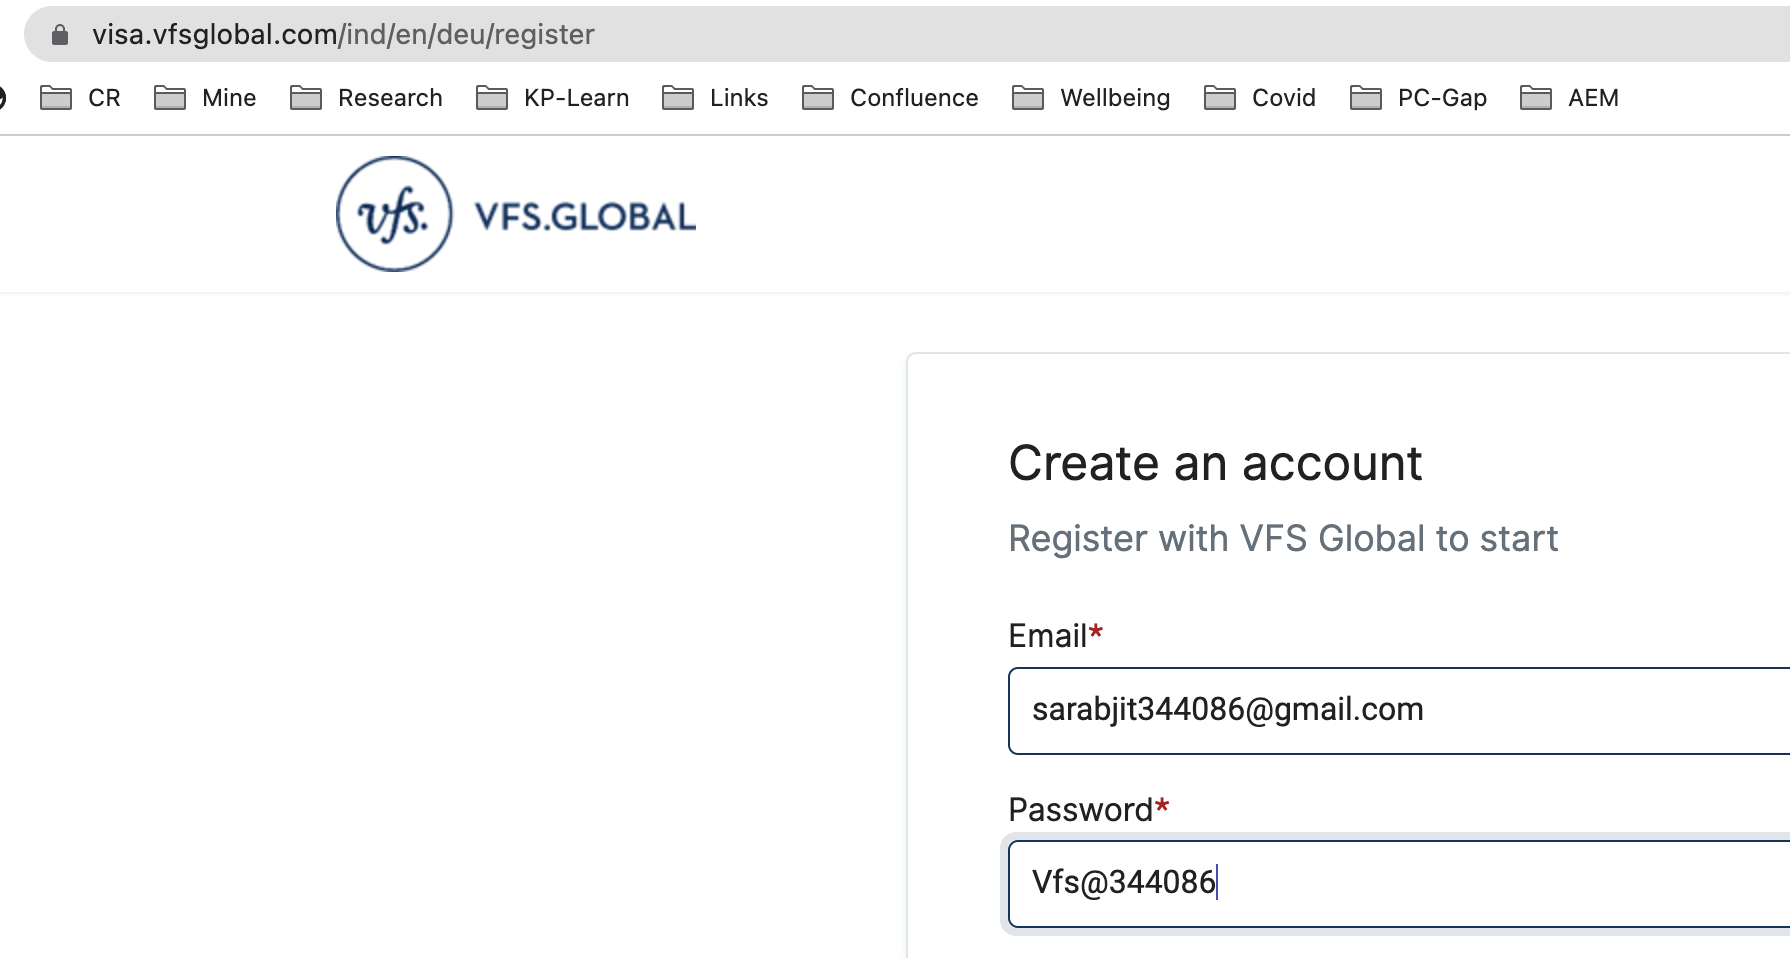 visa.vfsglobal.com/ind/en/deu/register
CR Mine Research KP-Learn Links Confluence Wellbeing Covid PC-Gap AEM
vfs. VFS.GLOBAL
Create an account
Register with VFS Global to start
Email*
sarabjit344086@gmail.com
Password*
Vfs@344086